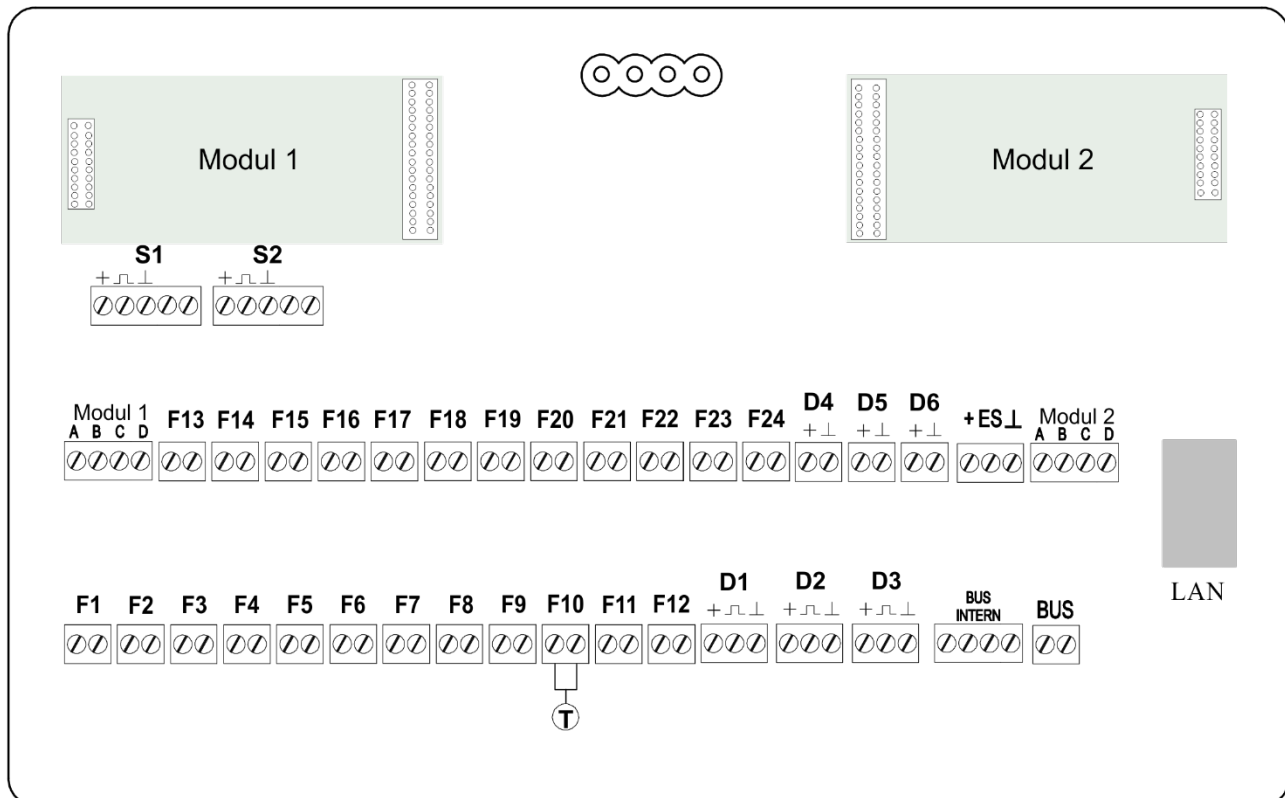 Modul 1
Modul 2
S1 S2
+ ⎍ ⊥ + ⎍ ⊥
Modul 1 F13 F14 F15 F16 F17 F18 F19 F20 F21 F22 F23 F24 D4 D5 D6 + ES ⊥ Modul 2
A B C D + ⊥ + ⊥ + ⊥ A B C D
F1 F2 F3 F4 F5 F6 F7 F8 F9 F10 F11 F12 D1 D2 D3 BUS INTERN BUS
+ ⎍ ⊥ + ⎍ ⊥ + ⎍ ⊥
LAN
T